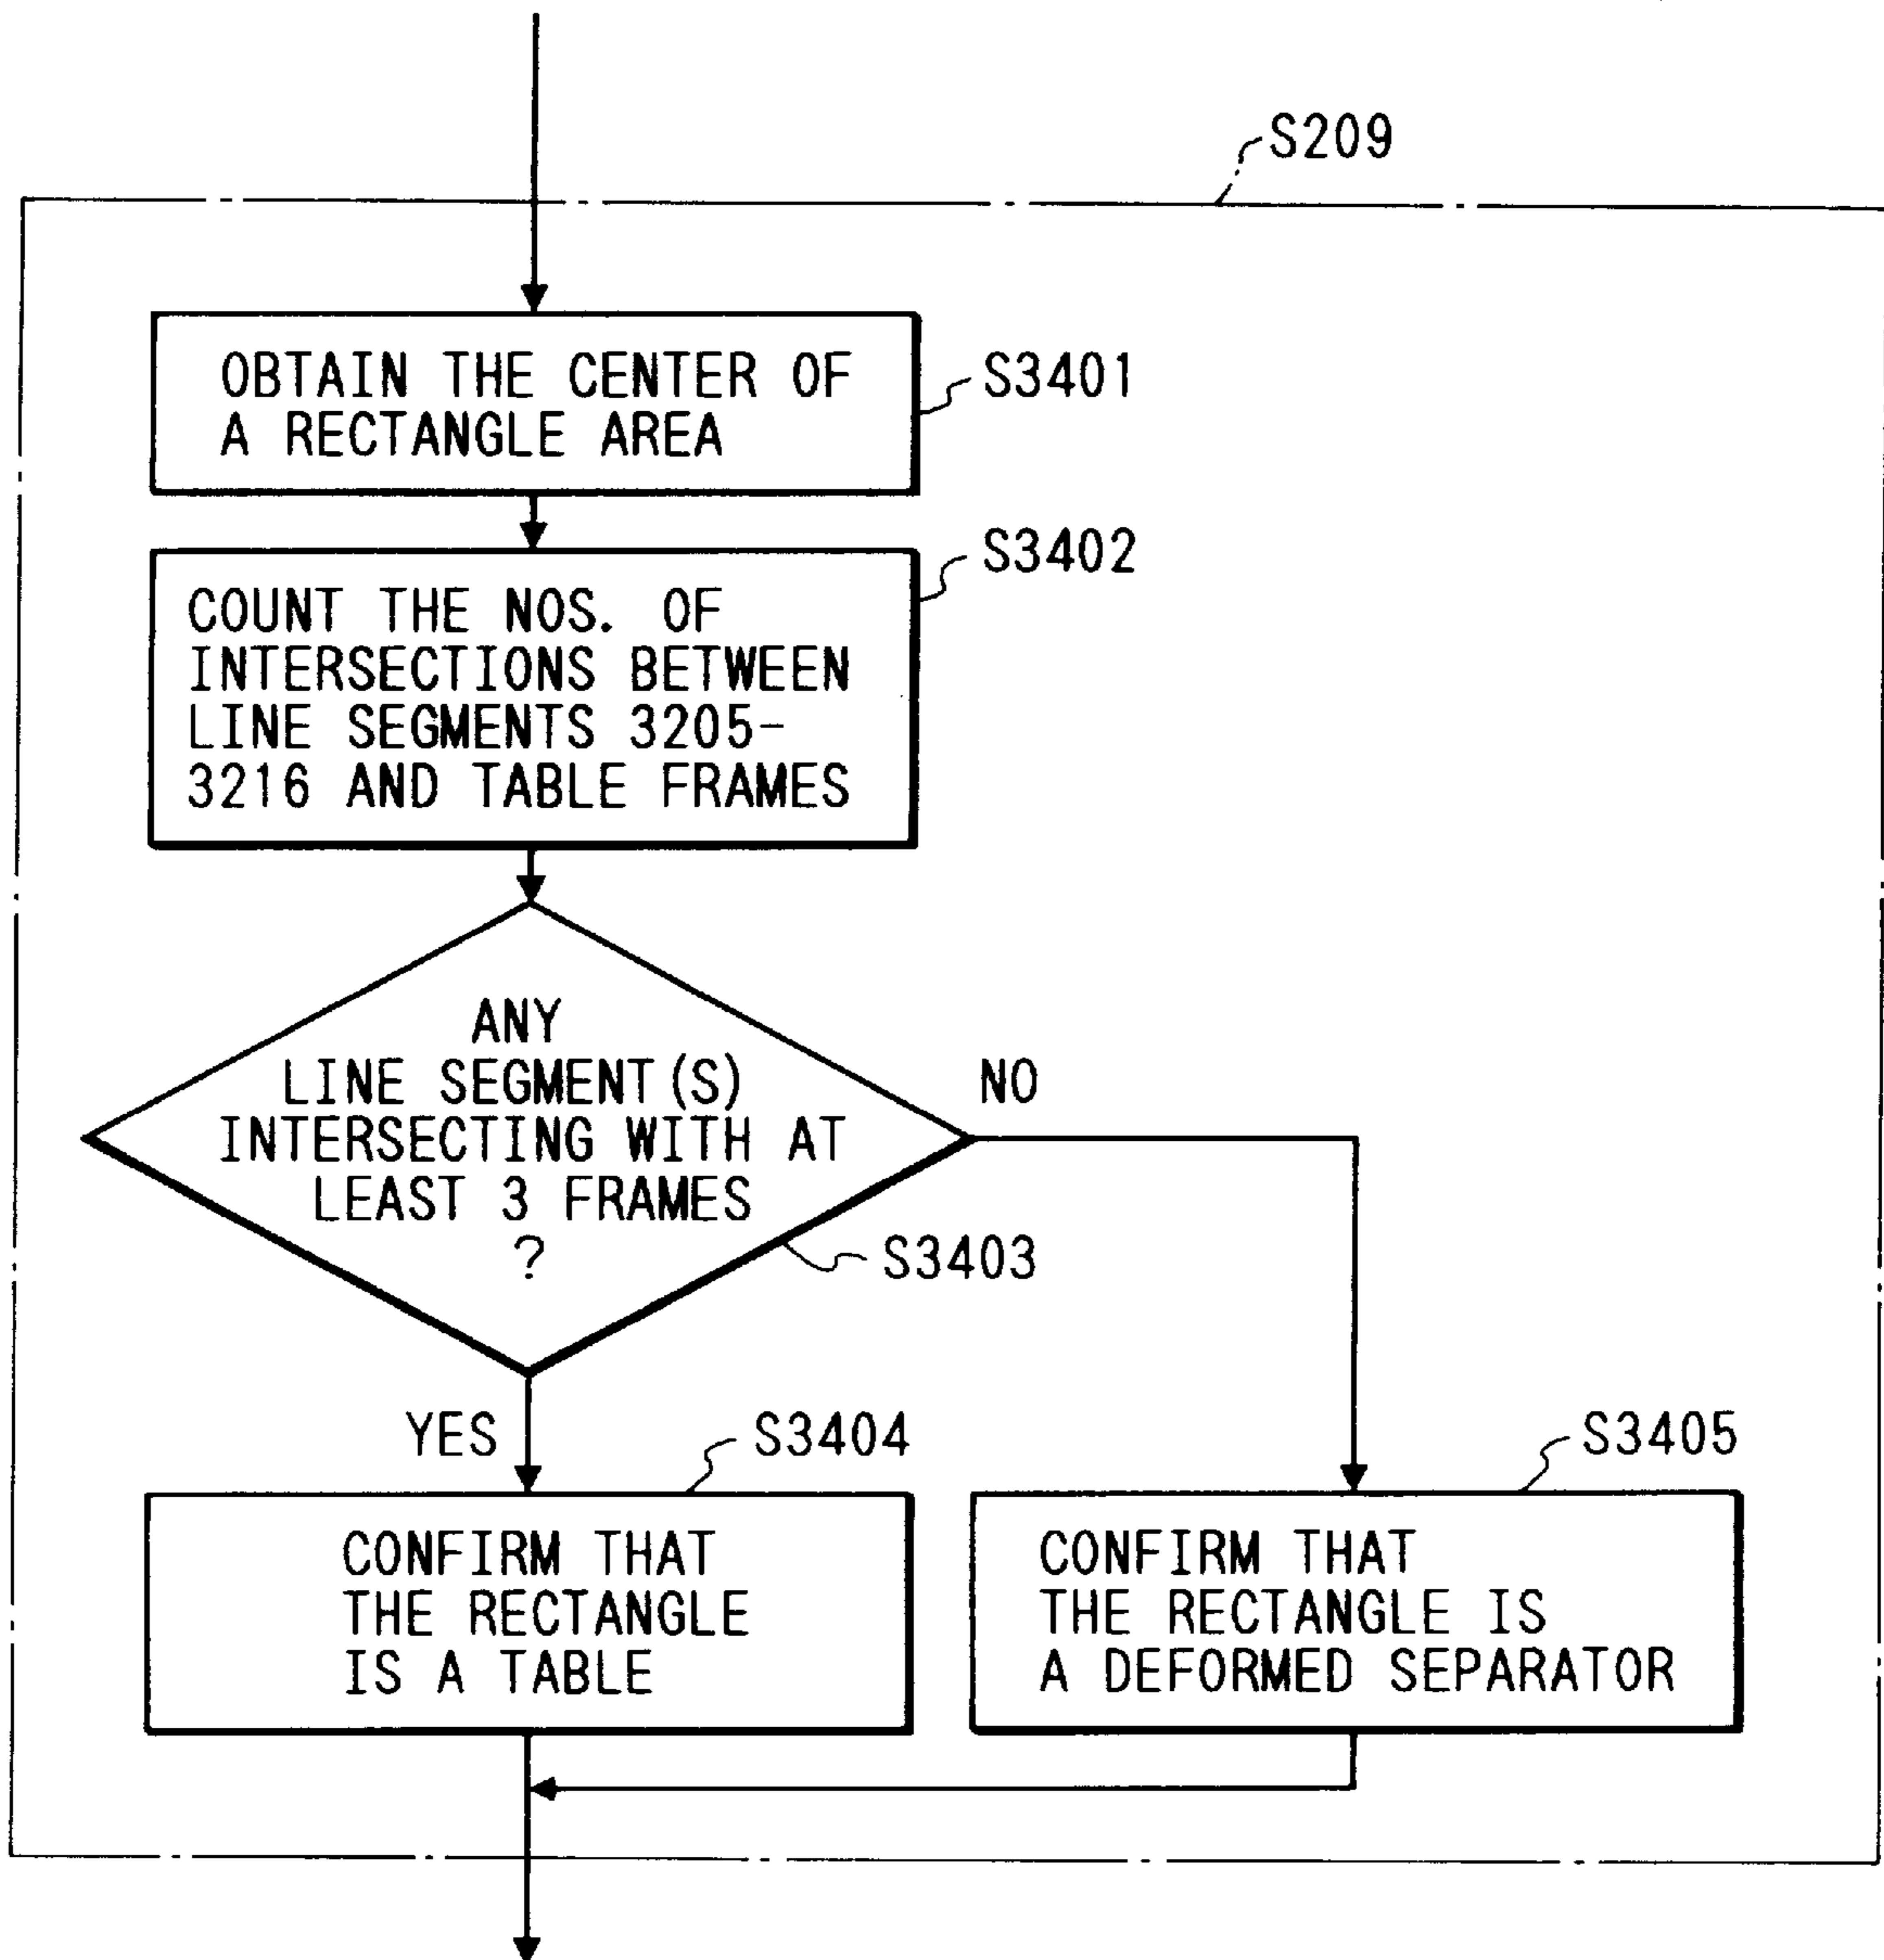 S209
OBTAIN THE CENTER OF
A RECTANGLE AREA
S3401
S3402
COUNT THE NOS. OF
INTERSECTIONS BETWEEN
LINE SEGMENTS 3205-
3216 AND TABLE FRAMES
ANY
LINE SEGMENT(S)
INTERSECTING WITH AT
LEAST 3 FRAMES
?
NO
S3403
YES
S3404
S3405
CONFIRM THAT
THE RECTANGLE
IS A TABLE
CONFIRM THAT
THE RECTANGLE IS
A DEFORMED SEPARATOR